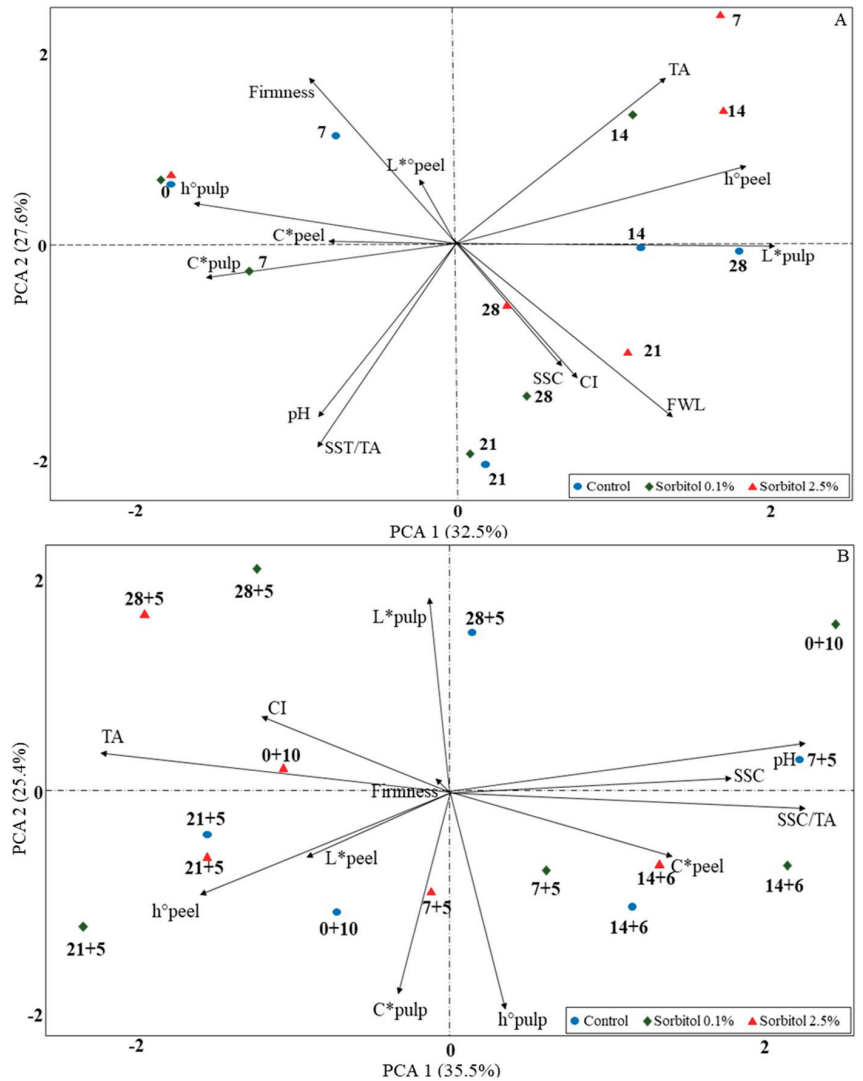 A
7
2
TA
Firmness
7
14
14
L*°peel
h°peel
0
h°pulp
C*peel
14
0
L*pulp
C*pulp
7
28
28
21
SSC
CI
28
FWL
pH
SST/TA
21
-2
21
Control
Sorbitol 0.1%
Sorbitol 2.5%
-2
0
2
PCA 1 (32.5%)
PCA 2 (27.6%)
B
2
28+5
28+5
L*pulp
28+5
0+10
CI
TA
0+10
pH
7+5
SSC
Firmness
0
SSC/TA
21+5
L*peel
C*peel
21+5
14+6
14+6
h°peel
7+5
7+5
0+10
14+6
21+5
C*pulp
h°pulp
-2
Control
Sorbitol 0.1%
Sorbitol 2.5%
-2
0
2
PCA 1 (35.5%)
PCA 2 (25.4%)